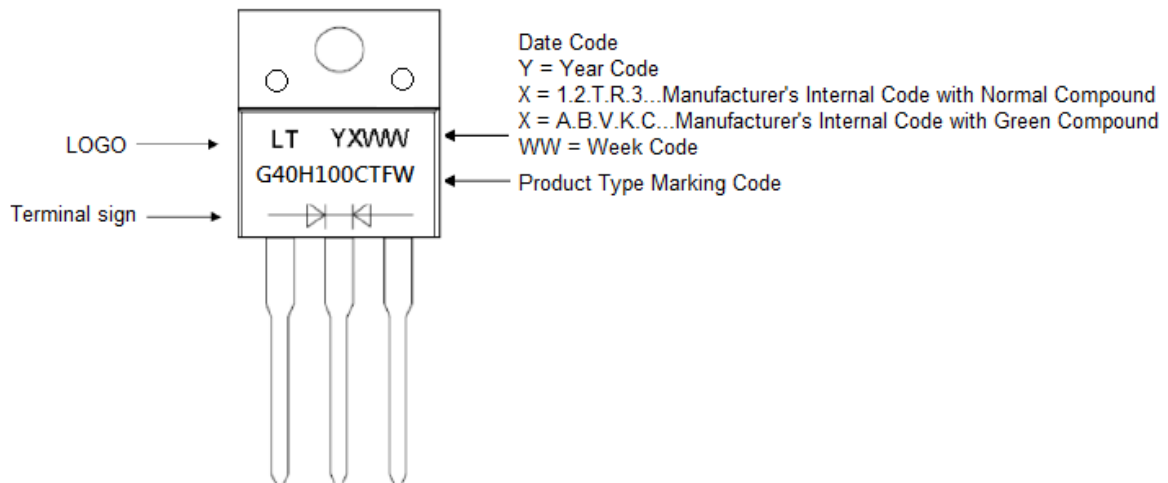 Date Code
Y = Year Code
X = 1.2.T.R.3...Manufacturer's Internal Code with Normal Compound
X = A.B.V.K.C...Manufacturer's Internal Code with Green Compound
WW = Week Code
LOGO
LT YXWW
G40H100CTFW
Product Type Marking Code
Terminal sign